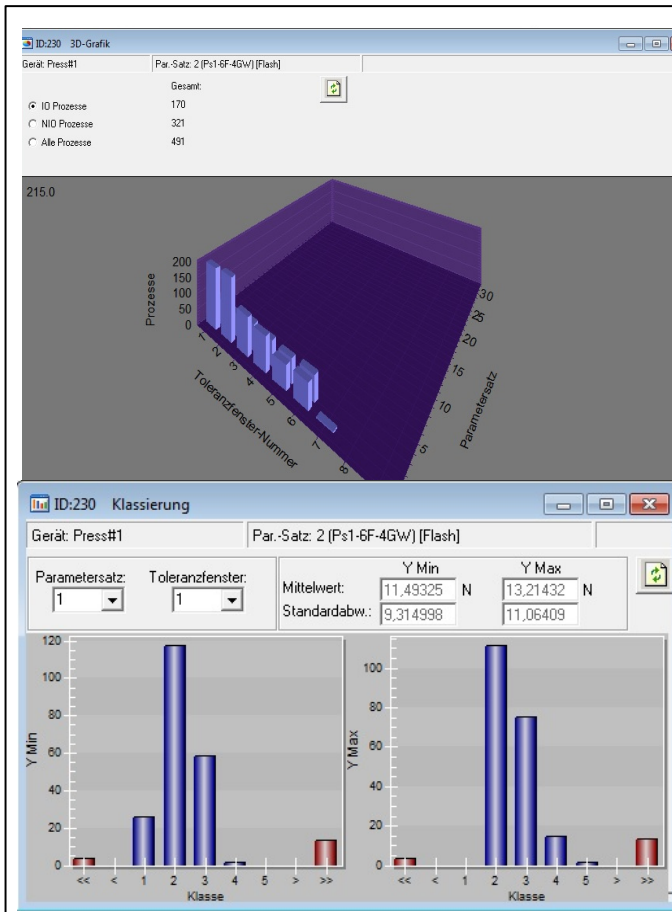 ID:230 3D-Grafik
Gerät: Press#1 Par.-Satz: 2 (Ps1-6F-4GW) [Flash]
Gesamt:
IO Prozesse 170
NIO Prozesse 321
Alle Prozesse 491
215.0
200
150
100
50
0
Prozesse
1
2
3
4
5
6
7
8
Toleranzfenster-Nummer
30
25
20
15
10
5
Parametersatz
ID:230 Klassierung
Gerät: Press#1 Par.-Satz: 2 (Ps1-6F-4GW) [Flash]
Parametersatz: Toleranzfenster:
1 1
Y Min Y Max
Mittelwert: 11,49325 N 13,21432 N
Standardabw.: 9,314998 11,06409
120
100
80
60
40
20
0
Y Min
<< < 1 2 3 4 5 > >>
Klasse
100
80
60
40
20
0
Y Max
<< < 1 2 3 4 5 > >>
Klasse